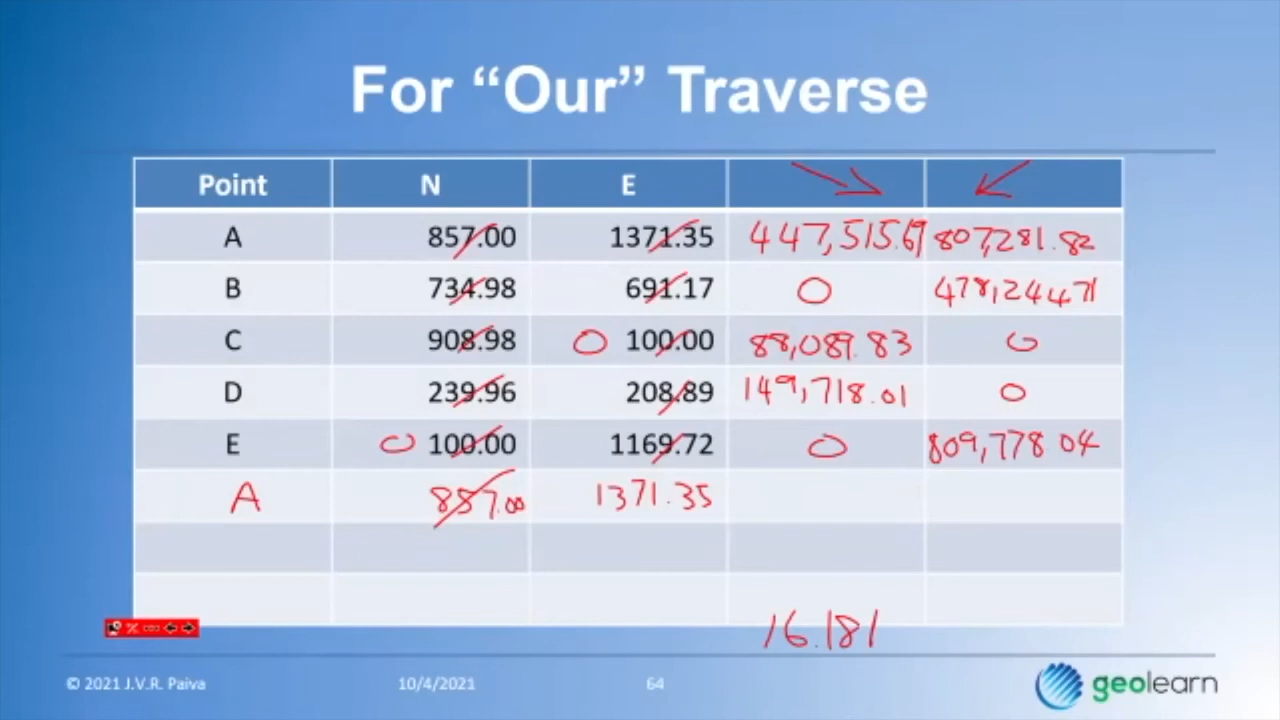 For “Our” Traverse
Point N E
A 857.00 1371.35 447,515.69 807,281.82
B 734.98 691.17 0 478,244.71
C 908.98 0 100.00 88,089.83 0
D 239.96 208.89 149,718.01 0
E 0 100.00 1169.72 0 809,778.04
A 857.00 1371.35
16.181
© 2021 J.V.R. Paiva 10/4/2021 64 geolearn